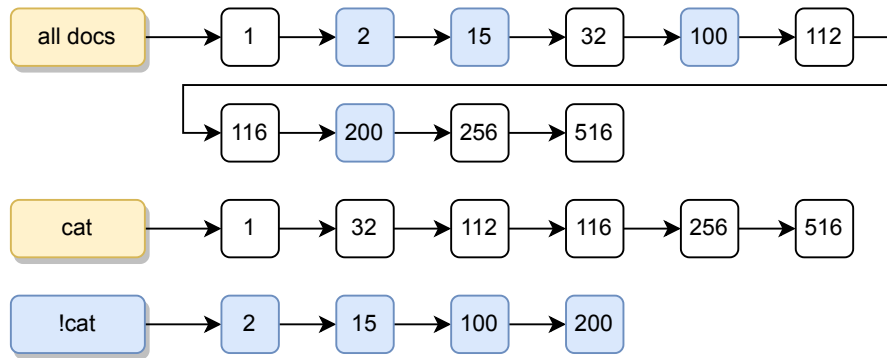 all docs 1 2 15 32 100 112
116 200 256 516
cat 1 32 112 116 256 516
!cat 2 15 100 200